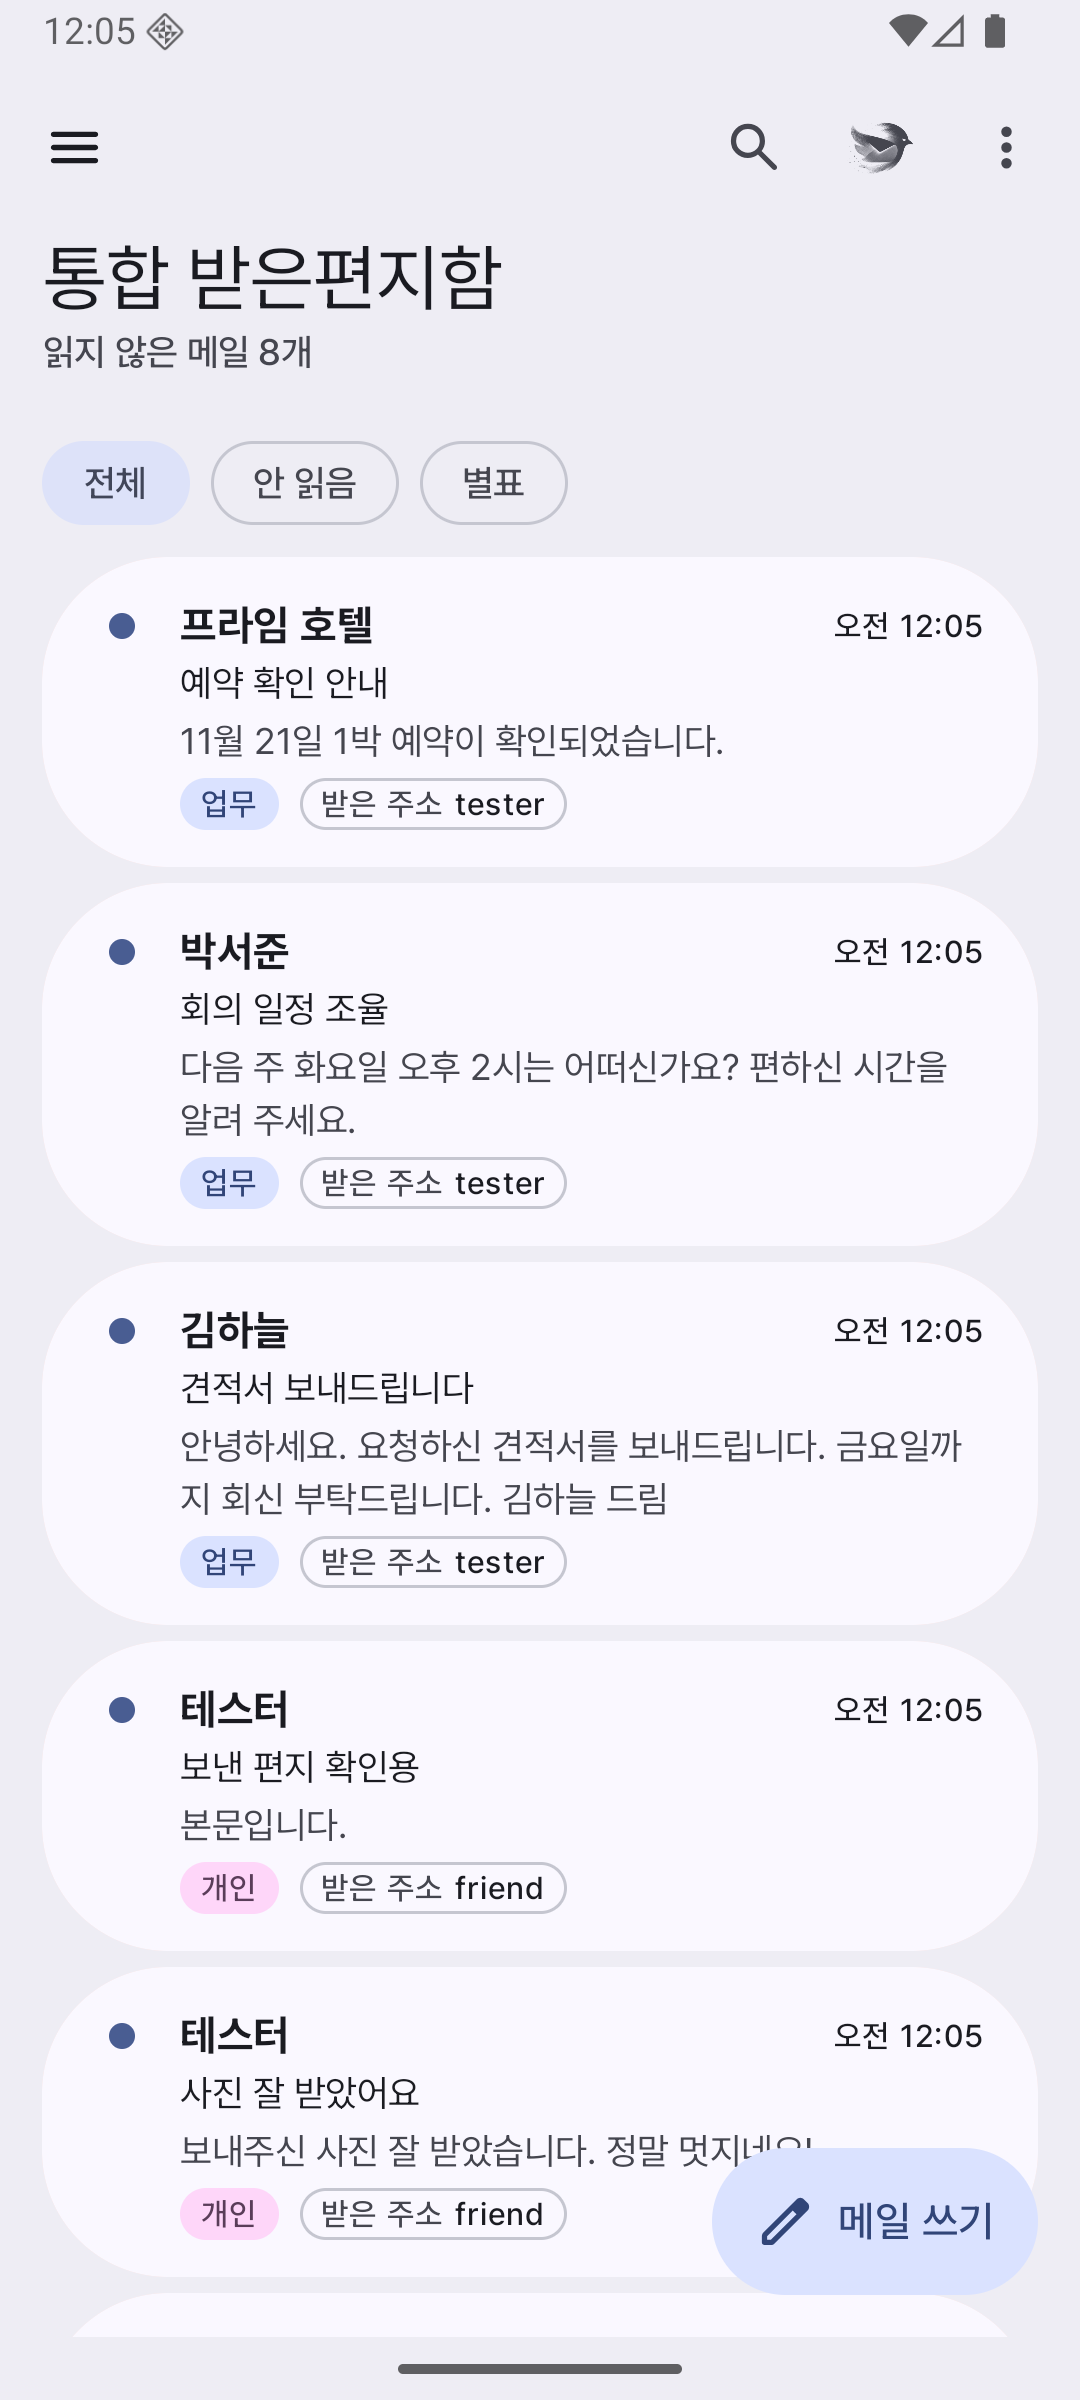 12:05
통합 받은편지함
읽지 않은 메일 8개
전체 안 읽음 별표
프라임 호텔 오전 12:05
예약 확인 안내
11월 21일 1박 예약이 확인되었습니다.
업무 받은 주소 tester
박서준 오전 12:05
회의 일정 조율
다음 주 화요일 오후 2시는 어떠신가요? 편하신 시간을
알려 주세요.
업무 받은 주소 tester
김하늘 오전 12:05
견적서 보내드립니다
안녕하세요. 요청하신 견적서를 보내드립니다. 금요일까
지 회신 부탁드립니다. 김하늘 드림
업무 받은 주소 tester
테스터 오전 12:05
보낸 편지 확인용
본문입니다.
개인 받은 주소 friend
테스터 오전 12:05
사진 잘 받았어요
보내주신 사진 잘 받았습니다. 정말 멋지네요!
개인 받은 주소 friend
메일 쓰기